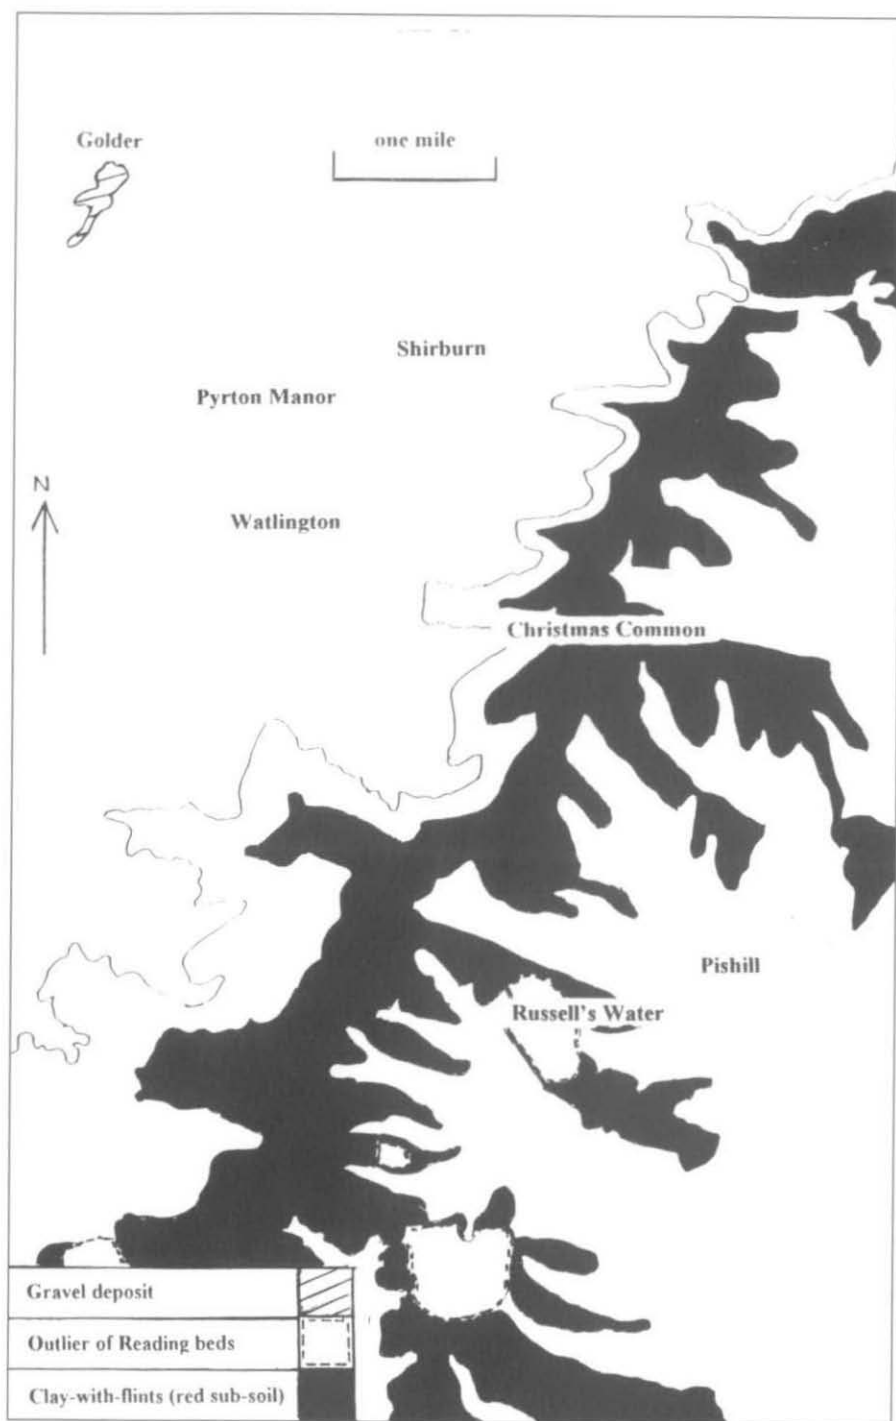 Golder
one mile
Shirburn
Pyrton Manor
N
Watlington
Christmas Common
Pishill
Russell's Water
Gravel deposit
Outlier of Reading beds
Clay-with-flints (red sub-soil)